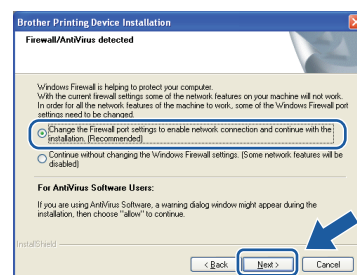 Brother Printing Device Installation
Firewall/AntiVirus detected
Windows Firewall is helping to protect your computer.
With the current firewall settings some of the network features on your machine will not work.
In order for all the network features of the machine to work, some of the Windows Firewall port
settings need to be changed.
Change the Firewall port settings to enable network connection and continue with the
installation. (Recommended)
Continue without changing the Windows Firewall settings. (Some network features will be
disabled)
For AntiVirus Software Users:
If you are using AntiVirus Software, a warning dialog window might appear during the
installation, then choose "allow" to continue.
InstallShield
< Back
Next >
Cancel